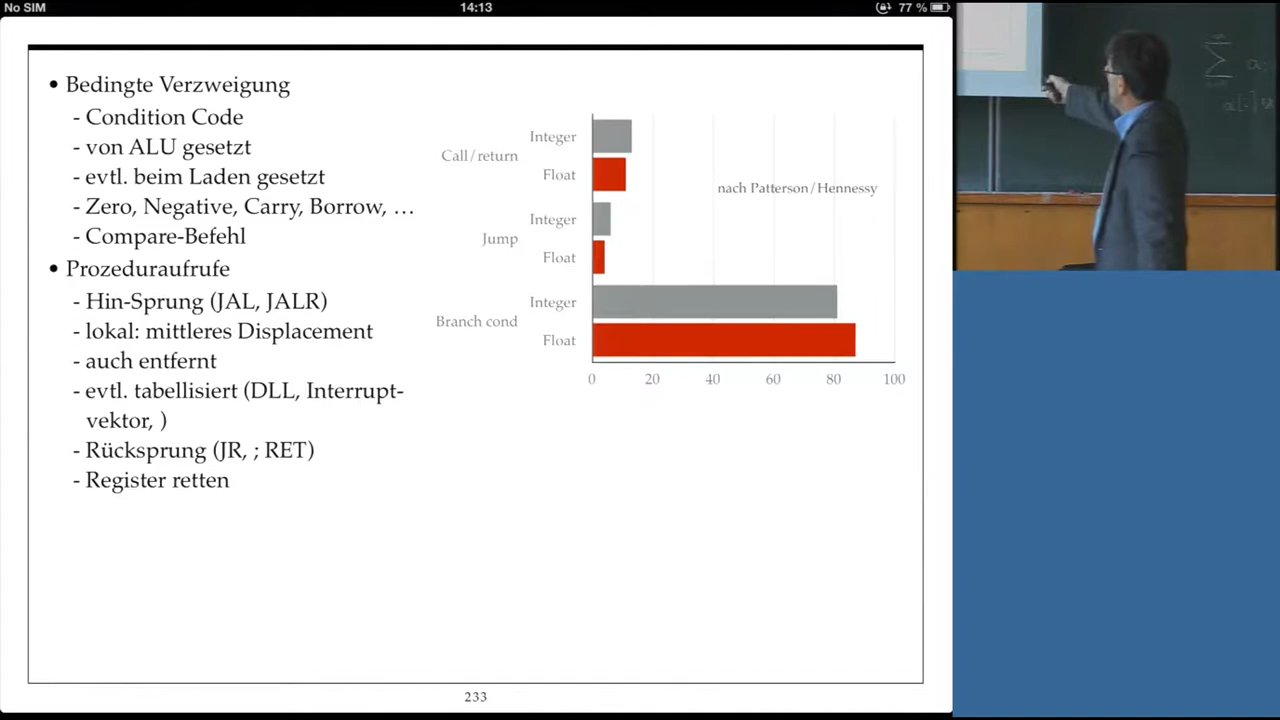 No SIM
14:13
77 %
• Bedingte Verzweigung
- Condition Code
- von ALU gesetzt
- evtl. beim Laden gesetzt
- Zero, Negative, Carry, Borrow, …
- Compare-Befehl
• Prozeduraufrufe
- Hin-Sprung (JAL, JALR)
- lokal: mittleres Displacement
- auch entfernt
- evtl. tabellisiert (DLL, Interrupt-
vektor, )
- Rücksprung (JR, ; RET)
- Register retten
Call/return
Integer
Float
Jump
Integer
Float
Branch cond
Integer
Float
nach Patterson/Hennessy
0 20 40 60 80 100
233